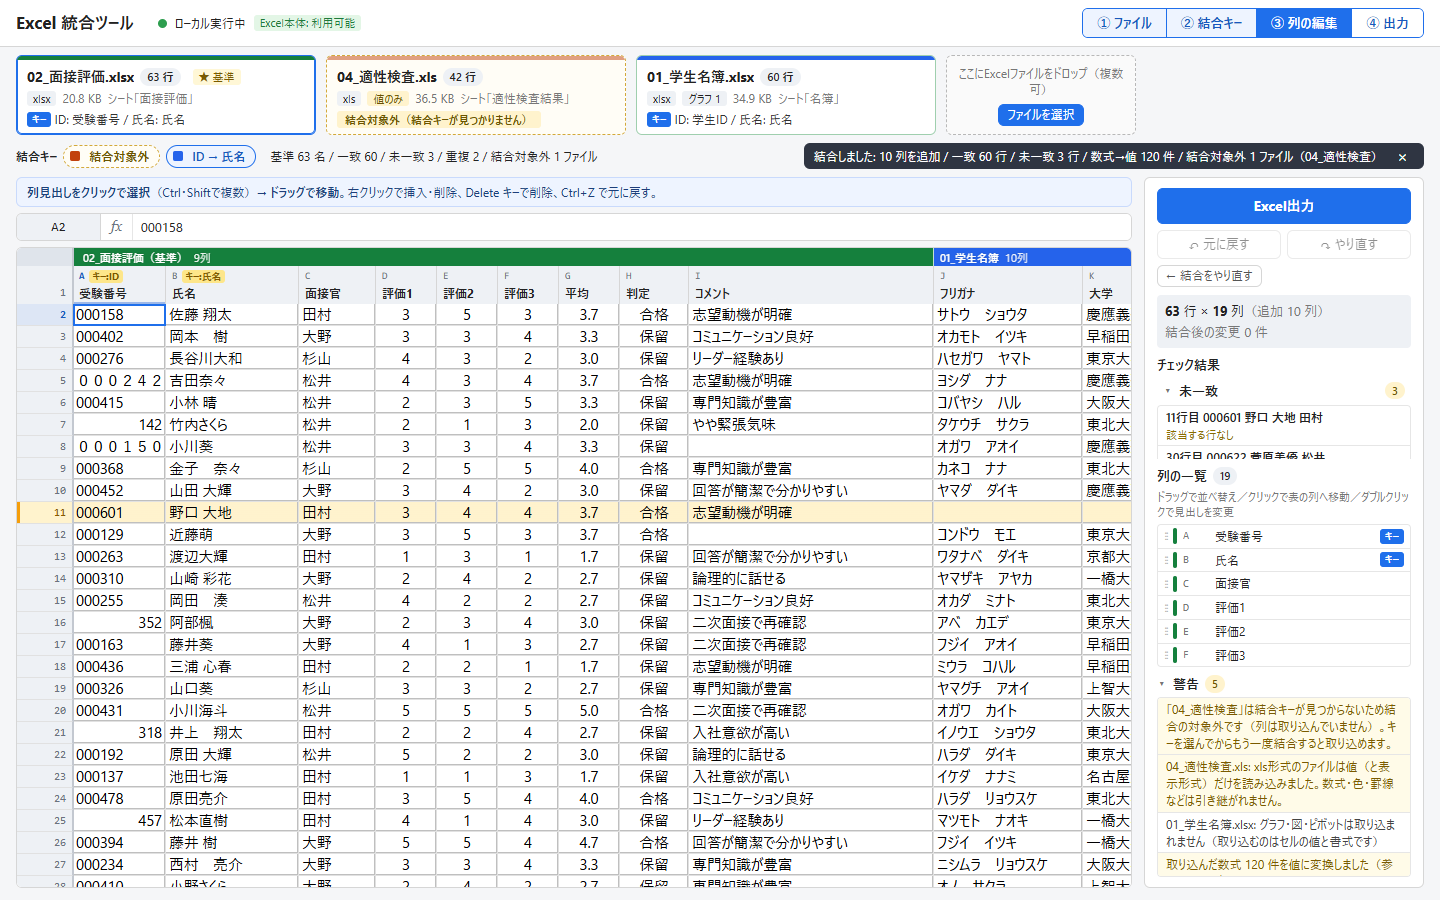 Excel 統合ツール ローカル実行中 Excel本体: 利用可能 ① ファイル ② 結合キー ③ 列の編集 ④ 出力
02_面接評価.xlsx 63 行 ★ 基準
xlsx 20.8 KB シート「面接評価」
キー ID: 受験番号 / 氏名: 氏名
04_適性検査.xls 42 行
xls 値のみ 36.5 KB シート「適性検査結果」
結合対象外（結合キーが見つかりません）
01_学生名簿.xlsx 60 行
xlsx グラフ 1 34.9 KB シート「名簿」
キー ID: 学生ID / 氏名: 氏名
ここにExcelファイルをドロップ（複数
可）
ファイルを選択
結合キー 結合対象外 ID → 氏名 基準 63 名 / 一致 60 / 未一致 3 / 重複 2 / 結合対象外 1 ファイル
結合しました: 10 列を追加 / 一致 60 行 / 未一致 3 行 / 数式→値 120 件 / 結合対象外 1 ファイル（04_適性検査） ×
列見出しをクリックで選択（Ctrl・Shiftで複数）→ ドラッグで移動。右クリックで挿入・削除、Delete キーで削除、Ctrl+Z で元に戻す。
A2 fx 000158
02_面接評価（基準） 9列 01_学生名簿 10列
A キー:ID B キー:氏名 C D E F G H I J K
1 受験番号 氏名 面接官 評価1 評価2 評価3 平均 判定 コメント フリガナ 大学
2 000158 佐藤 翔太 田村 3 5 3 3.7 合格 志望動機が明確 サトウ　ショウタ 慶應義
3 000402 岡本　樹 大野 3 3 4 3.3 保留 コミュニケーション良好 オカモト　イツキ 早稲田
4 000276 長谷川大和 杉山 4 3 2 3.0 保留 リーダー経験あり ハセガワ　ヤマト 東京大
5 ０００２４２ 吉田奈々 松井 4 3 4 3.7 合格 志望動機が明確 ヨシダ　ナナ 慶應義
6 000415 小林 晴 松井 2 3 5 3.3 保留 専門知識が豊富 コバヤシ　ハル 大阪大
7 142 竹内さくら 松井 2 1 3 2.0 保留 やや緊張気味 タケウチ　サクラ 東北大
8 ０００１５０ 小川葵 松井 3 3 4 3.3 保留 オガワ　アオイ 慶應義
9 000368 金子　奈々 杉山 2 5 5 4.0 合格 専門知識が豊富 カネコ　ナナ 東北大
10 000452 山田 大輝 大野 3 4 2 3.0 保留 回答が簡潔で分かりやすい ヤマダ　ダイキ 慶應義
11 000601 野口 大地 田村 3 4 4 3.7 合格 志望動機が明確
12 000129 近藤萌 大野 3 5 3 3.7 合格 コンドウ　モエ 東京大
13 000263 渡辺大輝 田村 1 3 1 1.7 保留 回答が簡潔で分かりやすい ワタナベ　ダイキ 京都大
14 000310 山崎 彩花 大野 2 4 2 2.7 保留 論理的に話せる ヤマザキ　アヤカ 一橋大
15 000255 岡田　湊 松井 4 2 2 2.7 保留 コミュニケーション良好 オカダ　ミナト 東北大
16 352 阿部楓 大野 2 3 4 3.0 保留 二次面接で再確認 アベ　カエデ 東京大
17 000163 藤井葵 大野 4 1 3 2.7 保留 二次面接で再確認 フジイ　アオイ 早稲田
18 000436 三浦 心春 田村 2 2 1 1.7 保留 志望動機が明確 ミウラ　コハル 早稲田
19 000326 山口葵 杉山 3 3 2 2.7 保留 専門知識が豊富 ヤマグチ　アオイ 上智大
20 000431 小川海斗 松井 5 5 5 5.0 合格 二次面接で再確認 オガワ　カイト 大阪大
21 318 井上　翔太 田村 2 2 4 2.7 保留 入社意欲が高い イノウエ　ショウタ 東北大
22 000192 原田 大輝 松井 5 2 2 3.0 保留 論理的に話せる ハラダ　ダイキ 東京大
23 000137 池田七海 田村 1 1 3 1.7 保留 入社意欲が高い イケダ　ナナミ 名古屋
24 000478 原田亮介 大野 3 5 4 4.0 合格 コミュニケーション良好 ハラダ　リョウスケ 東北大
25 457 松本直樹 田村 4 1 4 3.0 保留 リーダー経験あり マツモト　ナオキ 一橋大
26 000394 藤井 樹 大野 5 5 4 4.7 合格 回答が簡潔で分かりやすい フジイ　イツキ 一橋大
27 000234 西村　亮介 大野 3 3 4 3.3 保留 専門知識が豊富 ニシムラ　リョウスケ 大阪大
28 000410 小野さくら 大野 2 4 2 2.7 保留 専門知識が豊富 オノ　サクラ 上智大
Excel出力
元に戻す やり直す
← 結合をやり直す
63 行 × 19 列（追加 10 列）
結合後の変更 0 件
チェック結果
未一致 3
11行目 000601 野口 大地 田村
該当する行なし
30行目 000622 菅原美優 松井
列の一覧 19
ドラッグで並べ替え／クリックで表の列へ移動／ダブルクリッ
クで見出しを変更
A 受験番号 キー
B 氏名 キー
C 面接官
D 評価1
E 評価2
F 評価3
警告 5
「04_適性検査」は結合キーが見つからないため結
合の対象外です（列は取り込んでいません）。キ
ーを選んでからもう一度結合すると取り込めます。
04_適性検査.xls: xls形式のファイルは値（と表
示形式）だけを読み込みました。数式・色・罫線
などは引き継がれません。
01_学生名簿.xlsx: グラフ・図・ピボットは取り込ま
れません（取り込むのはセルの値と書式です）
取り込んだ数式 120 件を値に変換しました（参